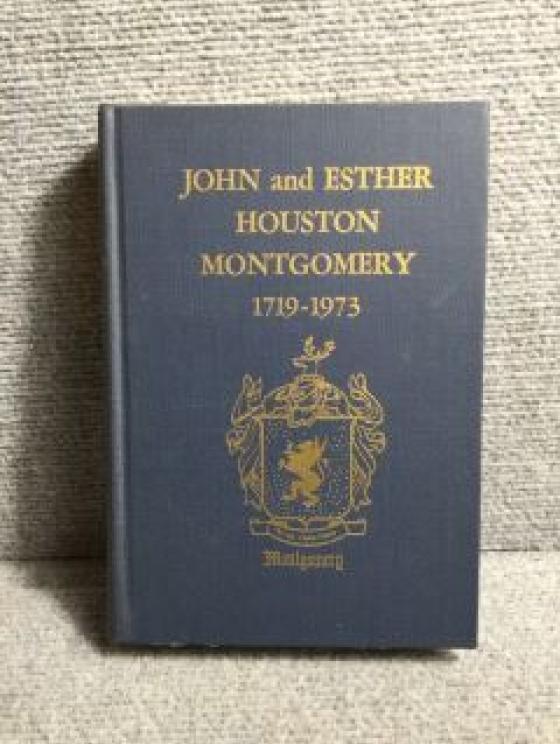 JOHN and ESTHER
HOUSTON
MONTGOMERY
1719-1973
Montgomery